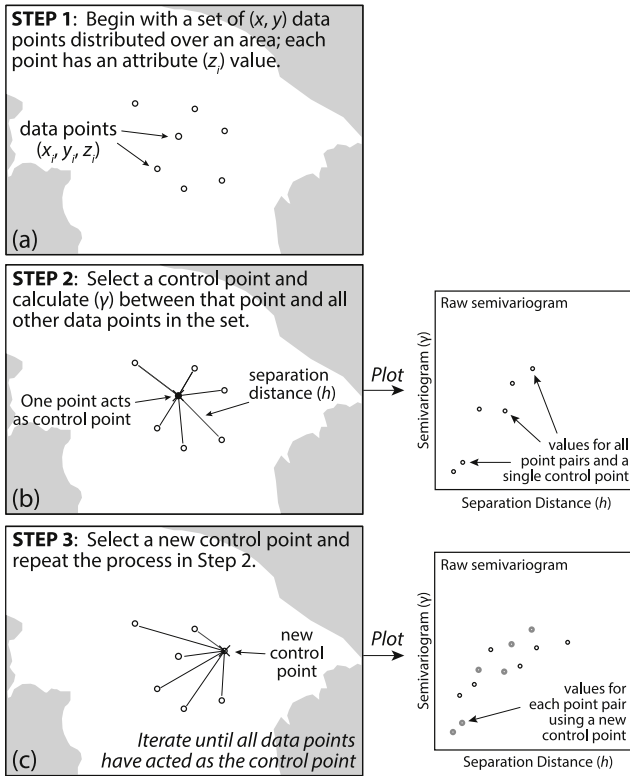 STEP 1: Begin with a set of (x, y) data
points distributed over an area; each
point has an attribute (zᵢ) value.
data points
(xᵢ, yᵢ, zᵢ)
(a)
STEP 2: Select a control point and
calculate (γ) between that point and all
other data points in the set.
One point acts
as control point
separation
distance (h)
(b)
Plot
Raw semivariogram
Semivariogram (γ)
values for all
point pairs and a
single control point
Separation Distance (h)
STEP 3: Select a new control point and
repeat the process in Step 2.
new
control
point
Iterate until all data points
have acted as the control point
(c)
Plot
Raw semivariogram
Semivariogram (γ)
values for
each point pair
using a new
control point
Separation Distance (h)